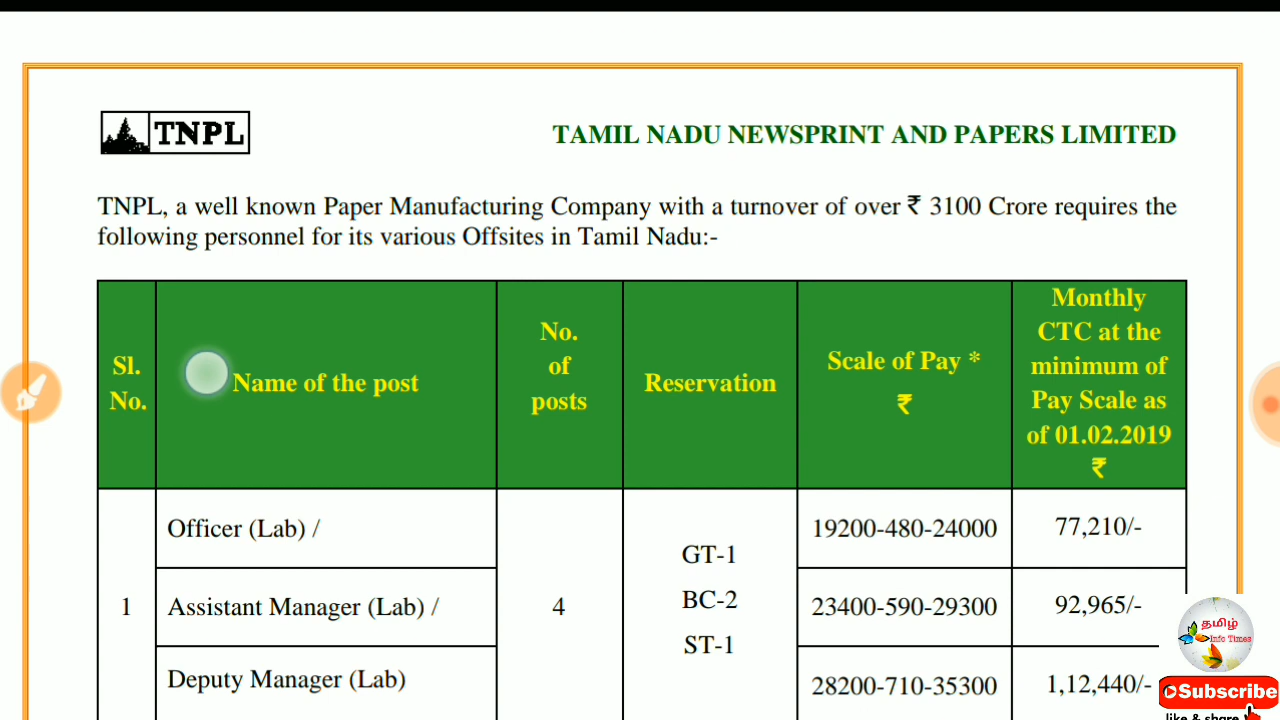 TNPL
TAMIL NADU NEWSPRINT AND PAPERS LIMITED
TNPL, a well known Paper Manufacturing Company with a turnover of over ₹ 3100 Crore requires the
following personnel for its various Offsites in Tamil Nadu:-
Sl.
No.
Name of the post
No.
of
posts
Reservation
Scale of Pay *
₹
Monthly
CTC at the
minimum of
Pay Scale as
of 01.02.2019
₹
1
Officer (Lab) /
Assistant Manager (Lab) /
Deputy Manager (Lab)
4
GT-1
BC-2
ST-1
19200-480-24000
23400-590-29300
28200-710-35300
77,210/-
92,965/-
1,12,440/-
தமிழ்
Info Times
Subscribe
like & share